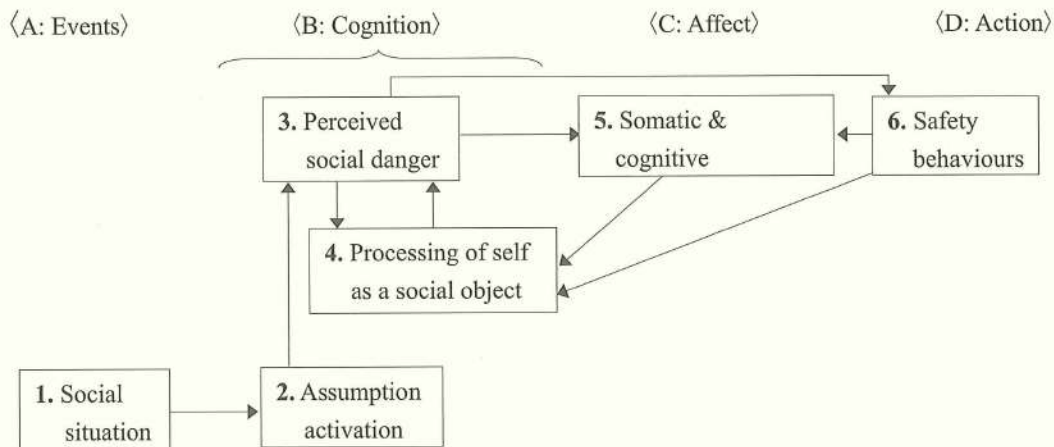 〈A: Events〉 〈B: Cognition〉 〈C: Affect〉 〈D: Action〉
3. Perceived
social danger
5. Somatic &
cognitive
6. Safety
behaviours
4. Processing of self
as a social object
1. Social
situation
2. Assumption
activation